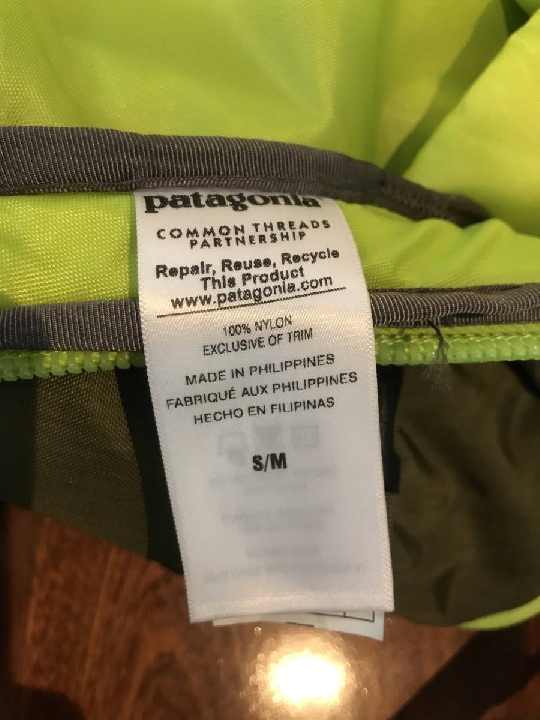 patagonia
COMMON THREADS
PARTNERSHIP
Repair, Reuse, Recycle
This Product
www.patagonia.com
100% NYLON
EXCLUSIVE OF TRIM
MADE IN PHILIPPINES
FABRIQUÉ AUX PHILIPPINES
HECHO EN FILIPINAS
S/M